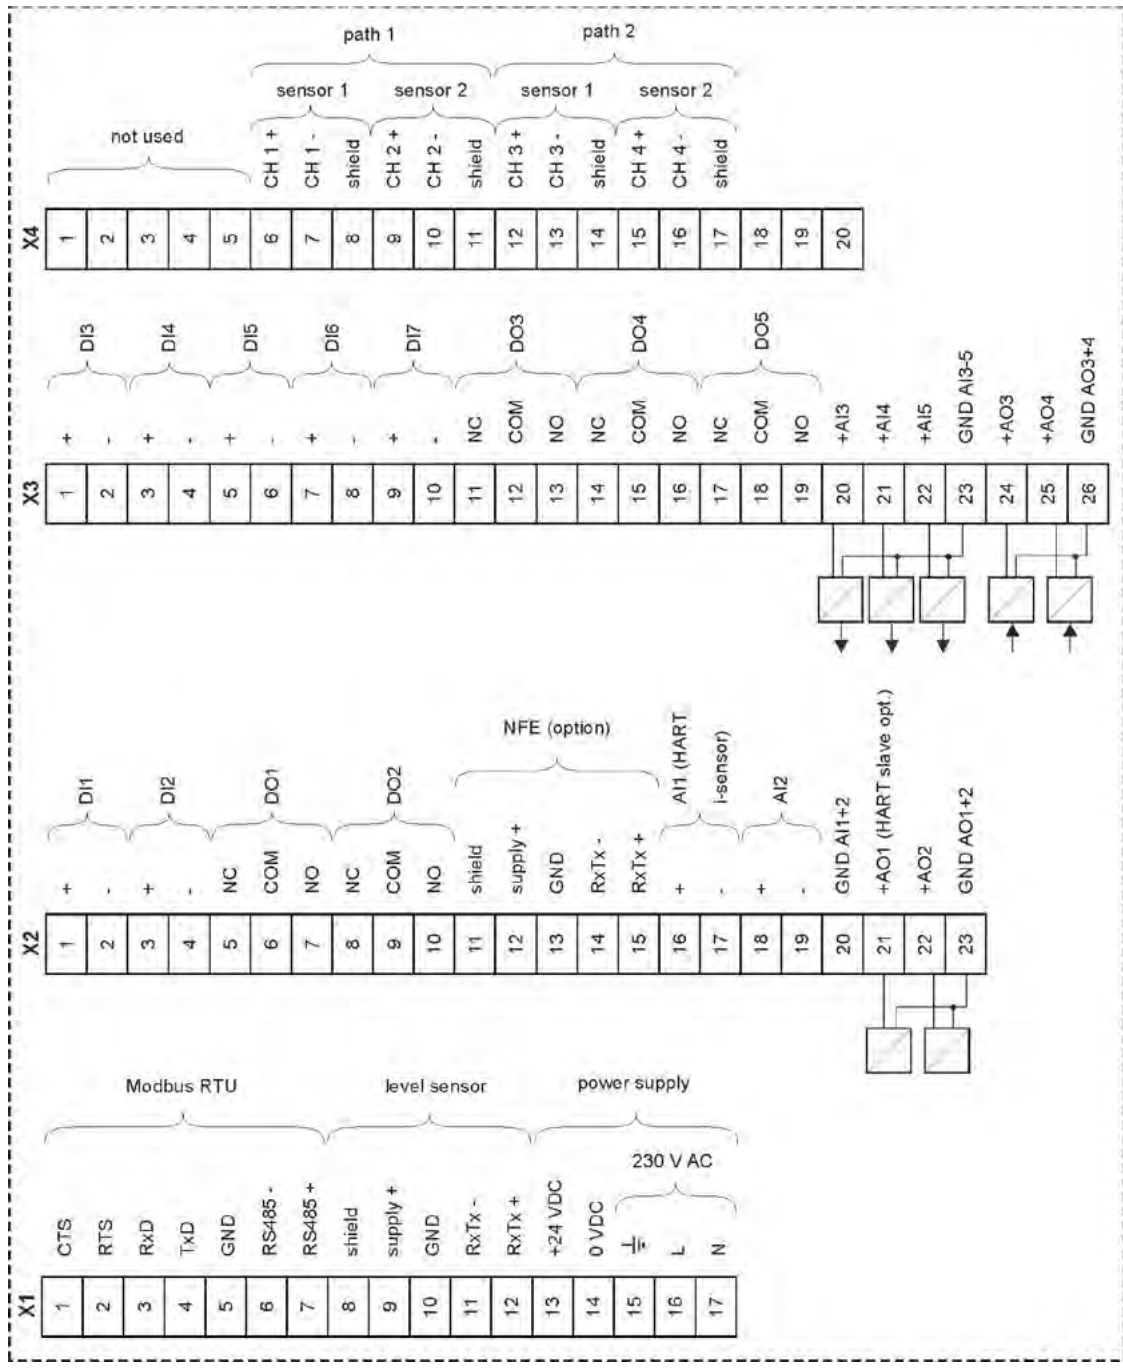 path 1
path 2
sensor 1
sensor 2
sensor 1
sensor 2
not used
CH 1 +
CH 1 -
shield
CH 2 +
CH 2 -
shield
CH 3 +
CH 3 -
shield
CH 4 +
CH 4 -
shield
X4
1 2 3 4 5 6 7 8 9 10 11 12 13 14 15 16 17 18 19 20
DI3
DI4
DI5
DI6
DI7
DO3
DO4
DO5
+
-
+
-
+
-
+
-
+
-
NC
COM
NO
NC
COM
NO
NC
COM
NO
+AI3
+AI4
+AI5
GND AI3-5
+AO3
+AO4
GND AO3+4
X3
1 2 3 4 5 6 7 8 9 10 11 12 13 14 15 16 17 18 19 20 21 22 23 24 25 26
DI1
DI2
DO1
DO2
NFE (option)
AI1 (HART
i-sensor)
AI2
+
-
+
-
NC
COM
NO
NC
COM
NO
shield
supply +
GND
RxTx -
RxTx +
+
-
+
-
GND AI1+2
+AO1 (HART slave opt.)
+AO2
GND AO1+2
X2
1 2 3 4 5 6 7 8 9 10 11 12 13 14 15 16 17 18 19 20 21 22 23
Modbus RTU
level sensor
power supply
230 V AC
CTS
RTS
RxD
TxD
GND
RS485 -
RS485 +
shield
supply +
GND
RxTx -
RxTx +
+24 VDC
0 VDC
L
N
X1
1 2 3 4 5 6 7 8 9 10 11 12 13 14 15 16 17